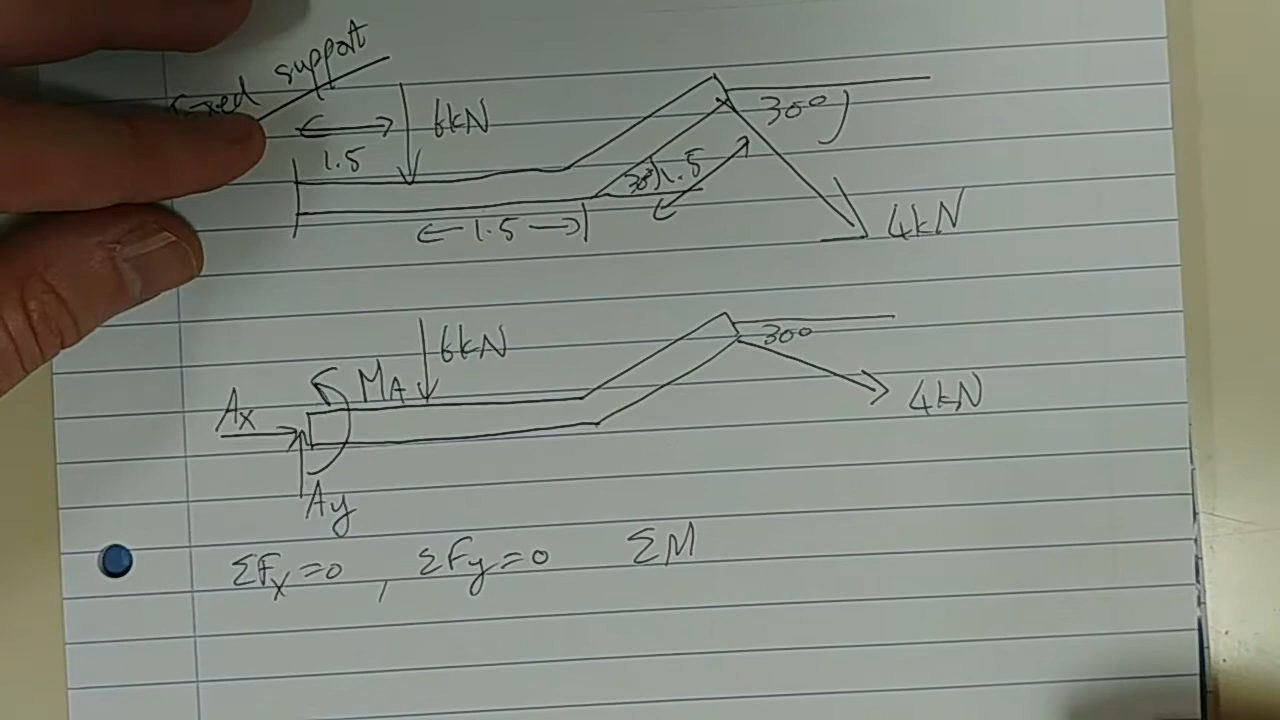 fixed support
6kN
30°
1.5
30° 1.5
1.5
4kN
6kN
30°
MA
Ax
4kN
Ay
ΣFx=0, ΣFy=0 ΣM